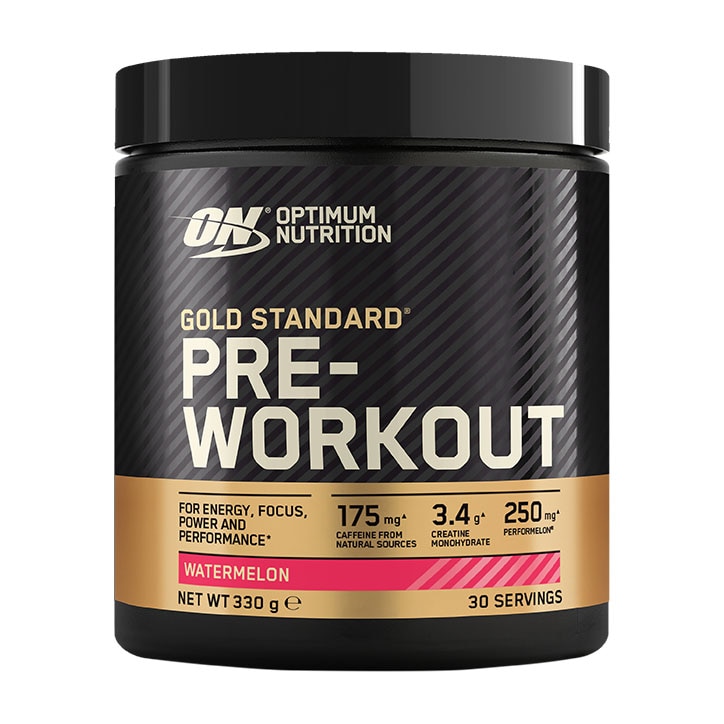 ON® OPTIMUM
NUTRITION
GOLD STANDARD®
PRE-
WORKOUT
FOR ENERGY, FOCUS,
POWER AND
PERFORMANCE*
175 mg▲
CAFFEINE FROM
NATURAL SOURCES
3.4 g▲
CREATINE
MONOHYDRATE
250 mg▲
PERFORMELON®
WATERMELON
NET WT 330 g ℮
30 SERVINGS